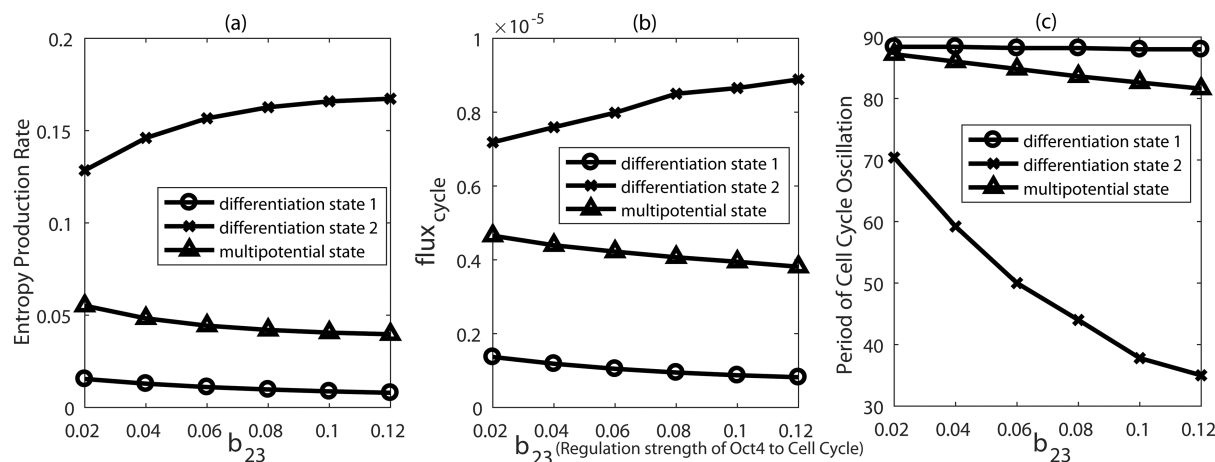 (a)
Entropy Production Rate
0.2
0.15
0.1
0.05
0
0.02 0.04 0.06 0.08 0.1 0.12
b23
differentiation state 1
differentiation state 2
multipotential state
(b)
× 10-5
flux cycle
1
0.8
0.6
0.4
0.2
0
0.02 0.04 0.06 0.08 0.1 0.12
b23 (Regulation strength of Oct4 to Cell Cycle)
differentiation state 1
differentiation state 2
multipotential state
(c)
Period of Cell Cycle Oscillation
90
80
70
60
50
40
30
0.02 0.04 0.06 0.08 0.1 0.12
b23
differentiation state 1
differentiation state 2
multipotential state